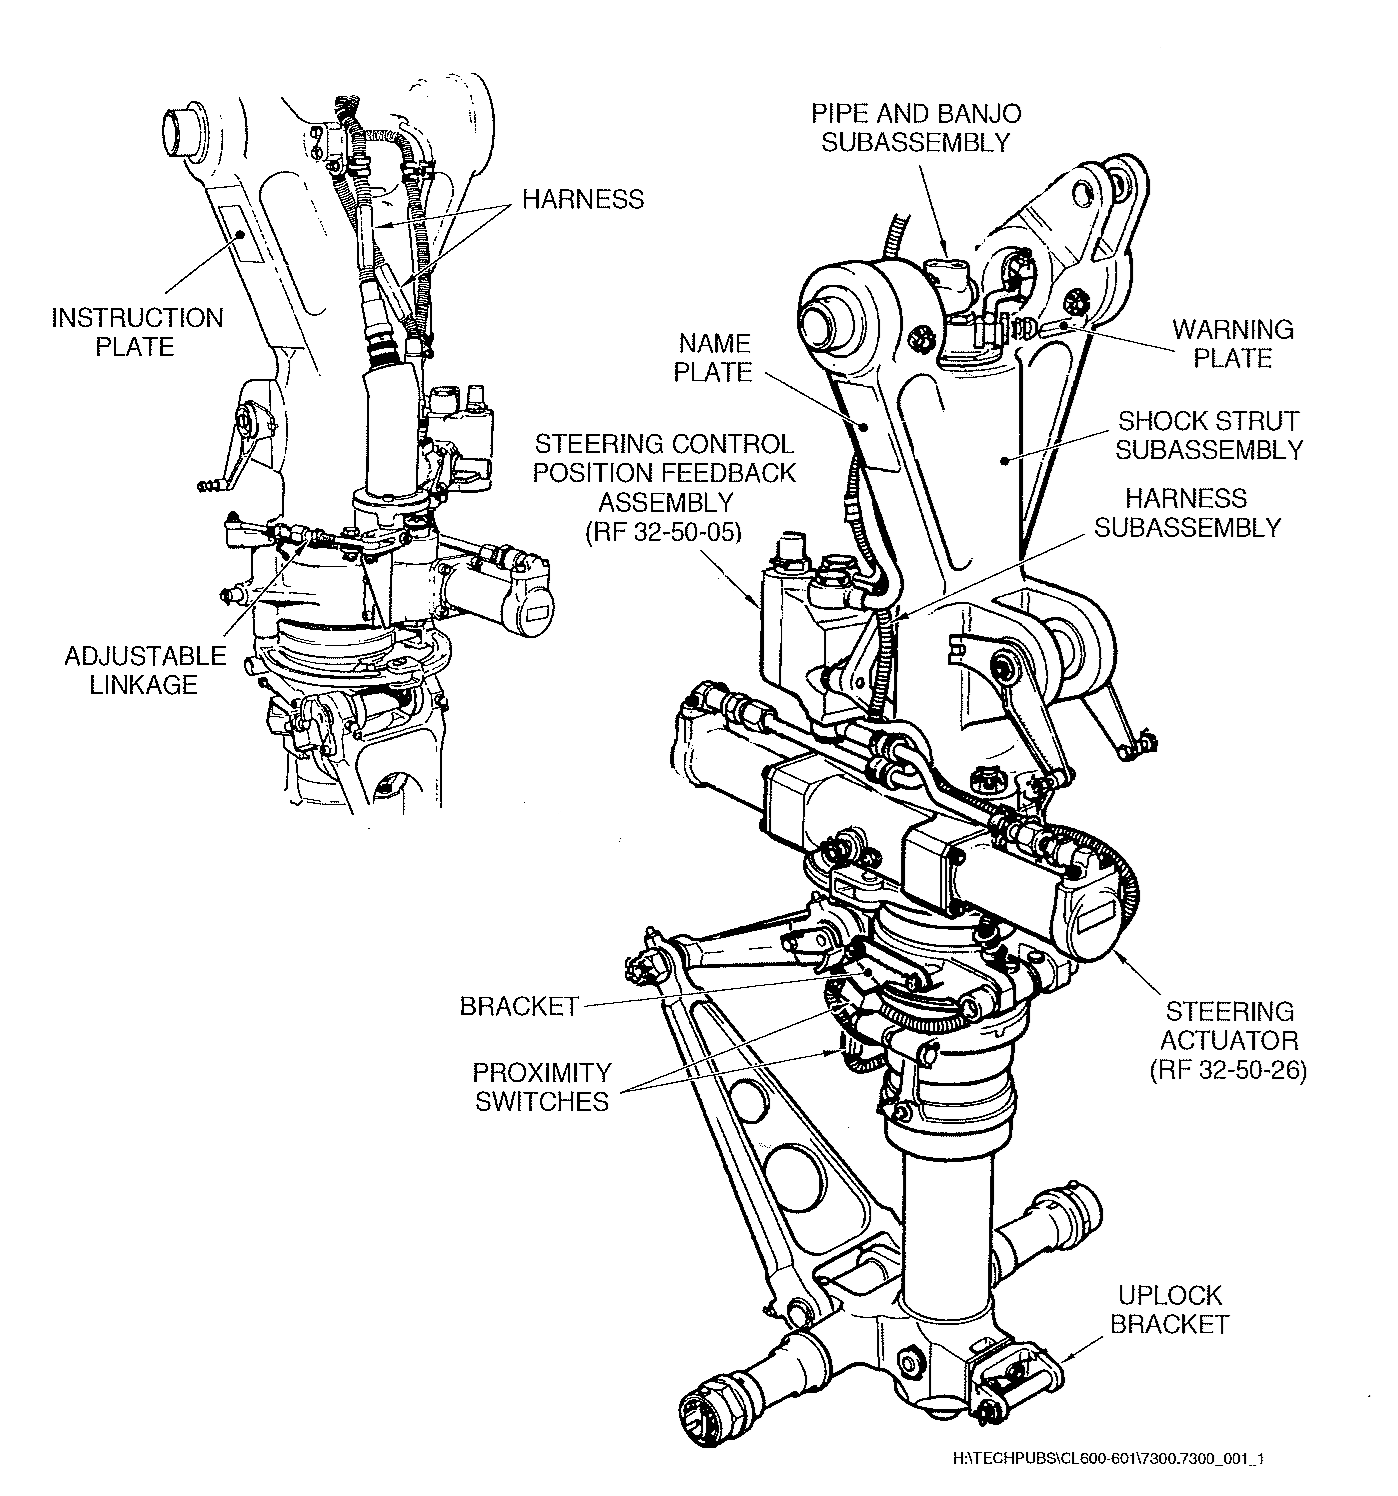 PIPE AND BANJO
SUBASSEMBLY
HARNESS
INSTRUCTION
PLATE
NAME
PLATE
WARNING
PLATE
STEERING CONTROL
POSITION FEEDBACK
ASSEMBLY
(RF 32-50-05)
SHOCK STRUT
SUBASSEMBLY
HARNESS
SUBASSEMBLY
ADJUSTABLE
LINKAGE
BRACKET
STEERING
ACTUATOR
(RF 32-50-26)
PROXIMITY
SWITCHES
UPLOCK
BRACKET
H:\TECHPUBS\CL600-601\7300.7300_001_1